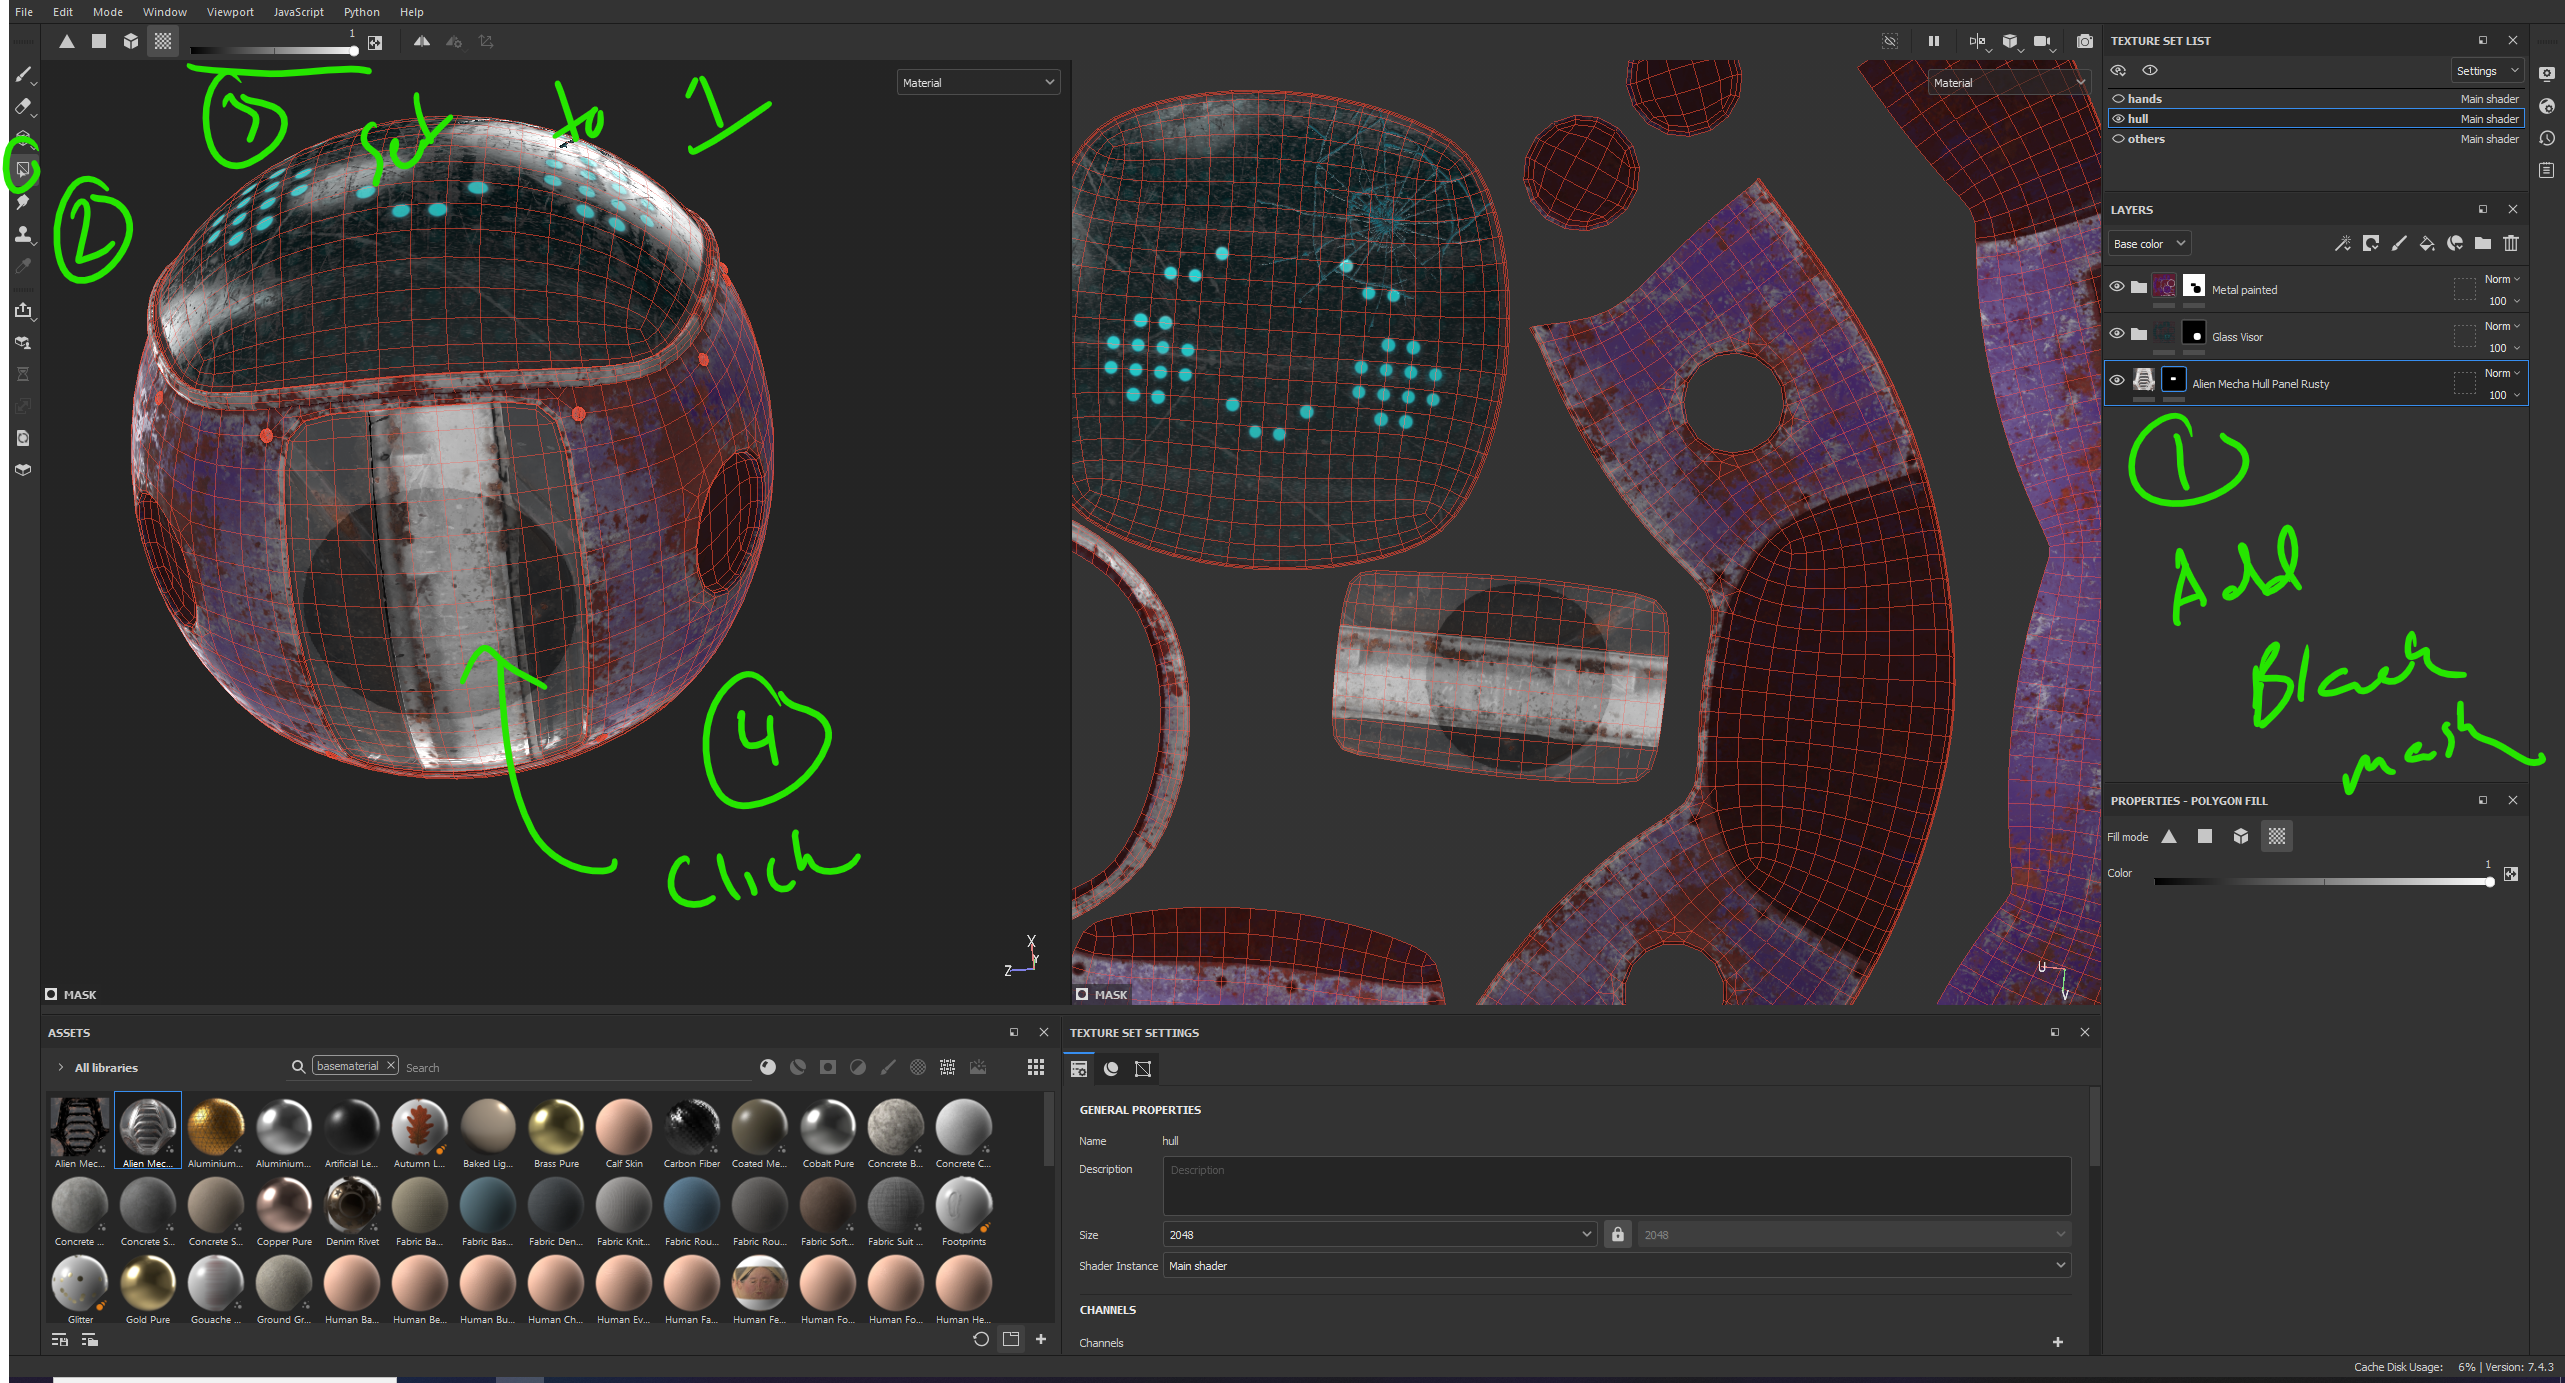 File Edit Mode Window Viewport JavaScript Python Help
1
Material
Material
3
set to 1
2
TEXTURE SET LIST
Settings
hands Main shader
hull Main shader
others Main shader
LAYERS
Base color
Metal painted Norm 100
Glass Visor Norm 100
Alien Mecha Hull Panel Rusty Norm 100
1
Add
Black
mask
4
Click
X
Y
Z
U
V
MASK
MASK
PROPERTIES - POLYGON FILL
Fill mode
Color 1
ASSETS
All libraries
basematerial Search
Alien Mec... Alien Mec... Aluminium... Aluminium... Artificial Le... Autumn L... Baked Lig... Brass Pure Calf Skin Carbon Fiber Coated Me... Cobalt Pure Concrete B... Concrete C...
Concrete ... Concrete S... Concrete S... Copper Pure Denim Rivet Fabric Ba... Fabric Bas... Fabric Den... Fabric Knit... Fabric Rou... Fabric Rou... Fabric Soft... Fabric Suit ... Footprints
Glitter Gold Pure Gouache ... Ground Gr... Human Ba... Human Be... Human Bu... Human Ch... Human Ev... Human Fa... Human Fe... Human Fo... Human Fo... Human He...
TEXTURE SET SETTINGS
GENERAL PROPERTIES
Name hull
Description Description
Size 2048 2048
Shader Instance Main shader
CHANNELS
Channels
Cache Disk Usage: 6% | Version: 7.4.3